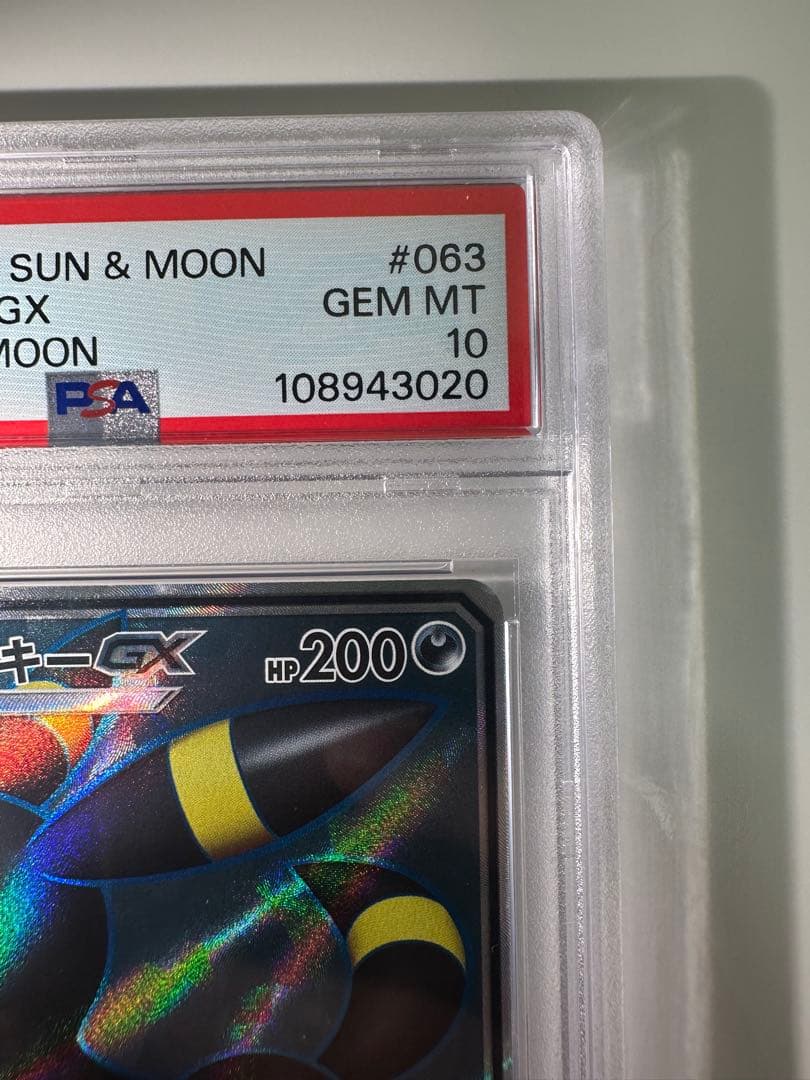 SUN & MOON #063
GX GEM MT
MOON 10
PSA 108943020
キーGX HP200